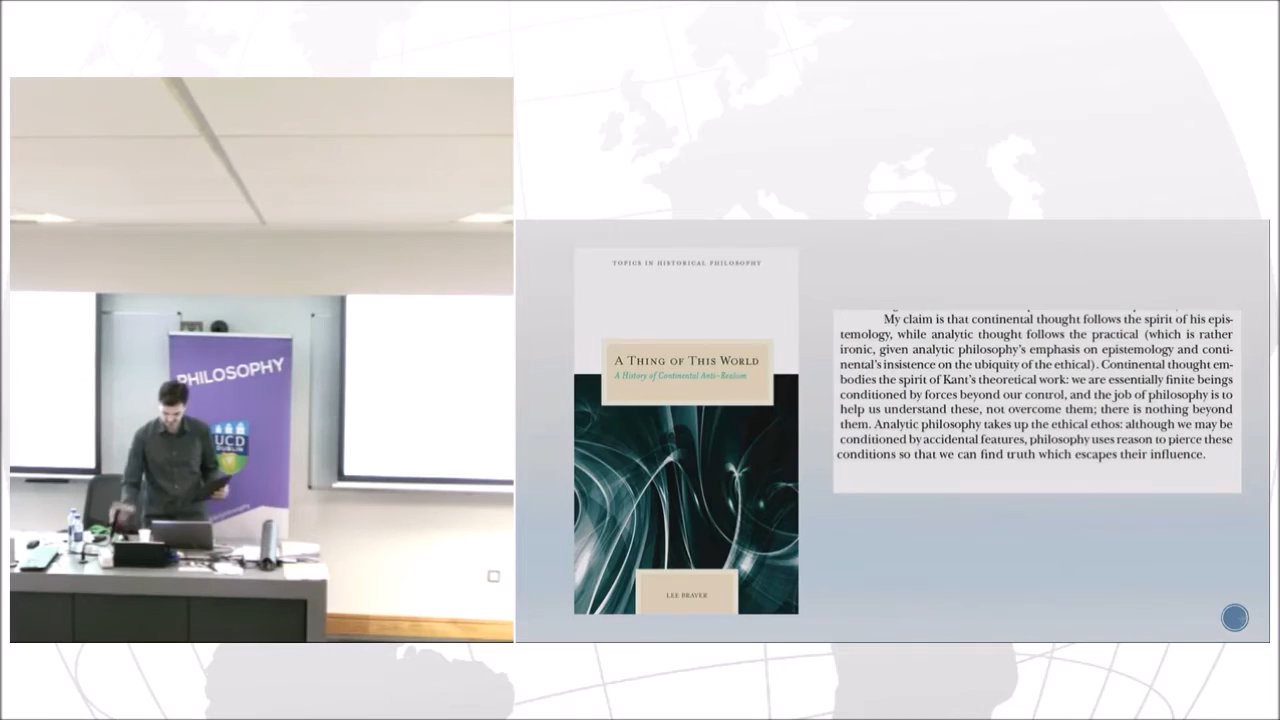 PHILOSOPHY
UCD
DUBLIN
TOPICS IN HISTORICAL PHILOSOPHY
A THING OF THIS WORLD
A History of Continental Anti-Realism
LEE BRAVER
My claim is that continental thought follows the spirit of his epis-
temology, while analytic thought follows the practical (which is rather
ironic, given analytic philosophy's emphasis on epistemology and conti-
nental's insistence on the ubiquity of the ethical). Continental thought em-
bodies the spirit of Kant's theoretical work: we are essentially finite beings
conditioned by forces beyond our control, and the job of philosophy is to
help us understand these, not overcome them; there is nothing beyond
them. Analytic philosophy takes up the ethical ethos: although we may be
conditioned by accidental features, philosophy uses reason to pierce these
conditions so that we can find truth which escapes their influence.